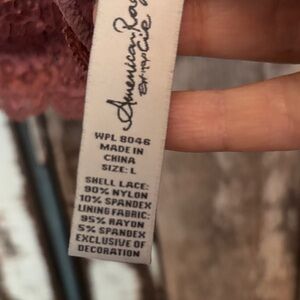 American Rag
Cie
WPL 8046
MADE IN
CHINA
SIZE: L
SHELL LACE:
90% NYLON
10% SPANDEX
LINING FABRIC:
95% RAYON
5% SPANDEX
EXCLUSIVE OF
DECORATION